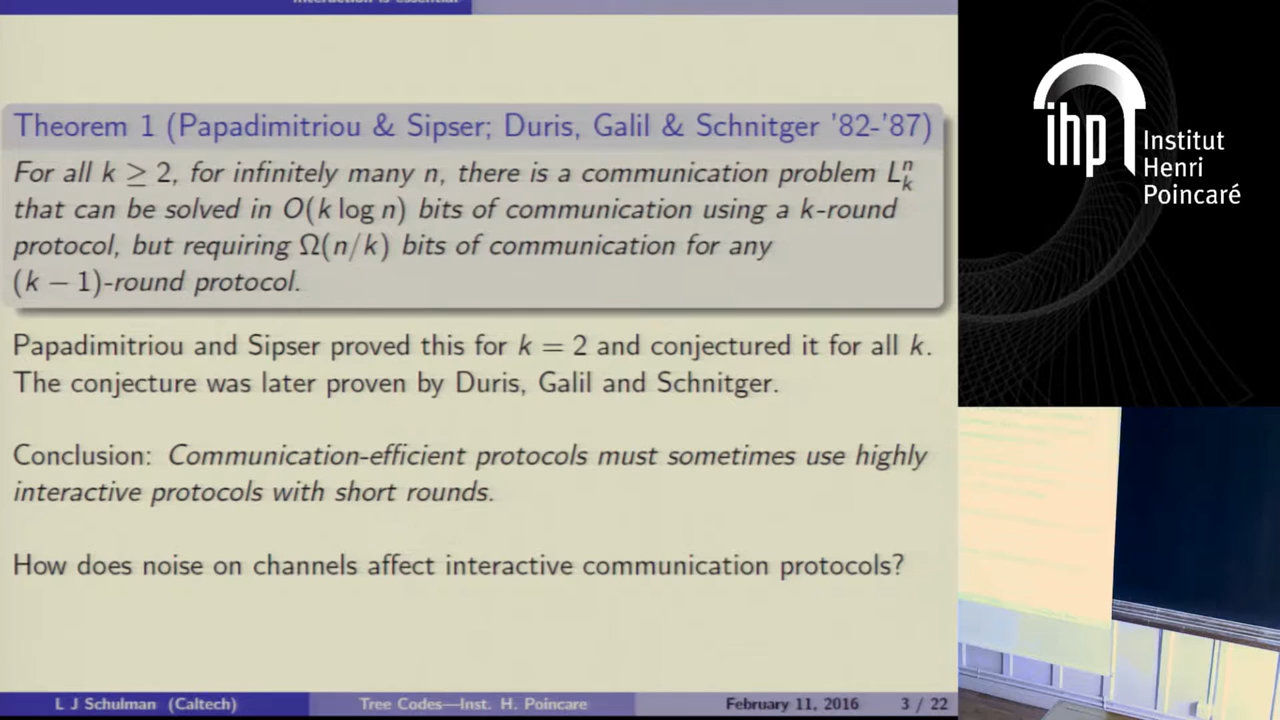 Interaction is essential
Theorem 1 (Papadimitriou & Sipser; Duris, Galil & Schnitger '82-'87)
For all k ≥ 2, for infinitely many n, there is a communication problem Lₖⁿ
that can be solved in O(k log n) bits of communication using a k-round
protocol, but requiring Ω(n/k) bits of communication for any
(k − 1)-round protocol.
Papadimitriou and Sipser proved this for k = 2 and conjectured it for all k.
The conjecture was later proven by Duris, Galil and Schnitger.
Conclusion: Communication-efficient protocols must sometimes use highly
interactive protocols with short rounds.
How does noise on channels affect interactive communication protocols?
L J Schulman (Caltech) Tree Codes—Inst. H. Poincare February 11, 2016 3 / 22
ihp
Institut
Henri
Poincaré